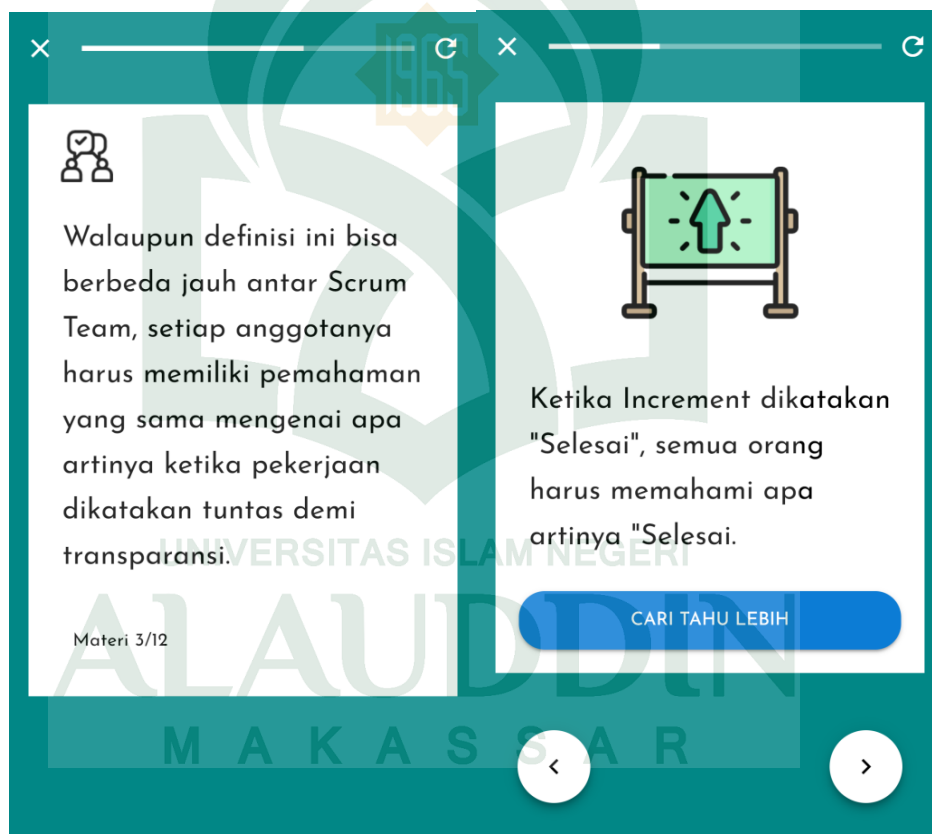 1965
Walaupun definisi ini bisa
berbeda jauh antar Scrum
Team, setiap anggotanya
harus memiliki pemahaman
yang sama mengenai apa
artinya ketika pekerjaan
dikatakan tuntas demi
transparansi.
Materi 3/12
Ketika Increment dikatakan
"Selesai", semua orang
harus memahami apa
artinya "Selesai.
CARI TAHU LEBIH
UNIVERSITAS ISLAM NEGERI
ALAUDDIN
MAKASSAR